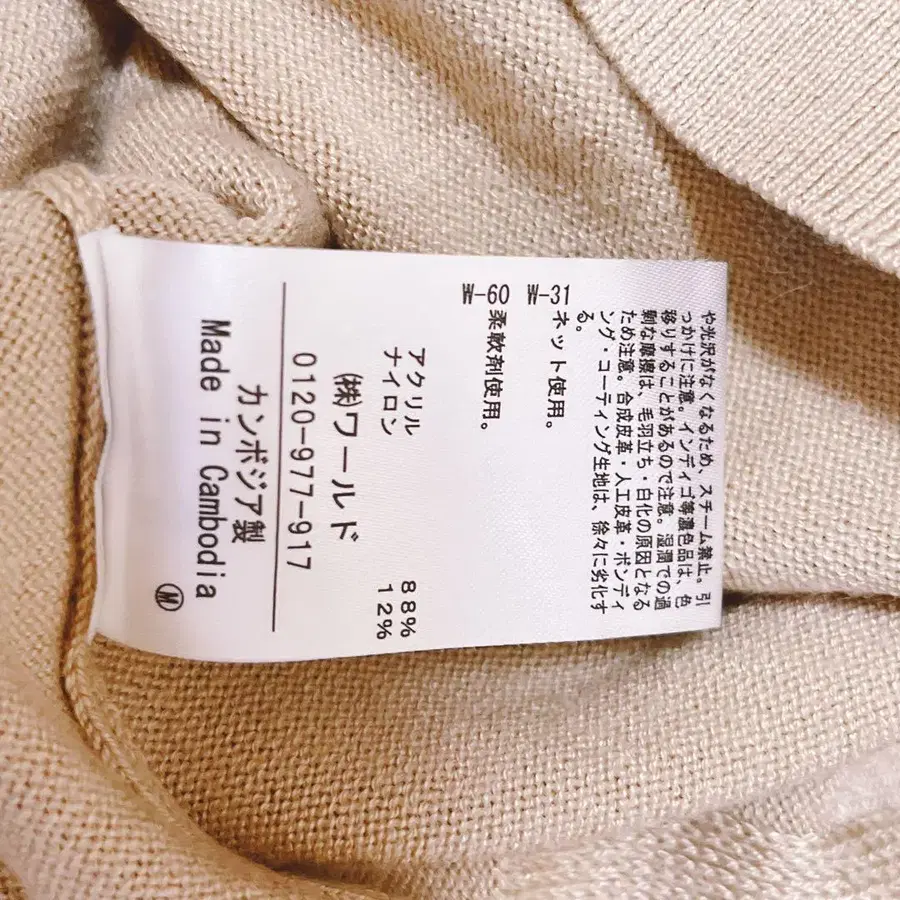 や光沢がなくなるため、スチーム禁止。引
っかけに注意。インディゴ等濃色品は、色
移りすることがあるので注意。湿潤での過
剰な摩擦は、毛羽立ち・白化の原因となる
ため注意。合成皮革・人工皮革・ボンディ
ング・コーティング生地は、徐々に劣化す
る。
W-31 ネット使用。
W-60 柔軟剤使用。
アクリル 88%
ナイロン 12%
㈱ワールド
0120-977-917
カンボジア製
Made in Cambodia
Ⓜ